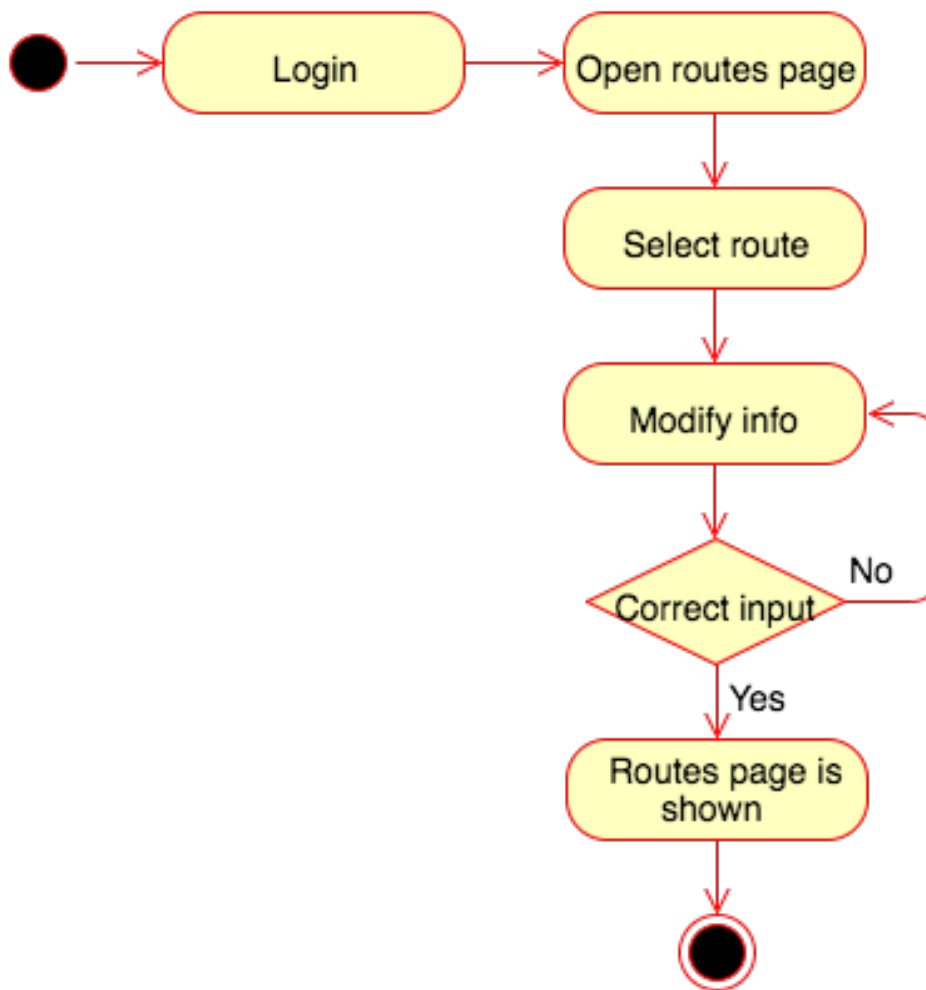 Login
Open routes page
Select route
Modify info
No
Correct input
Yes
Routes page is
shown